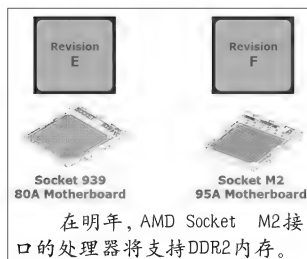 Revision
E
Revision
F
Socket 939
80A Motherboard
Socket M2
95A Motherboard
在明年，AMD Socket M2接
口的处理器将支持DDR2内存。